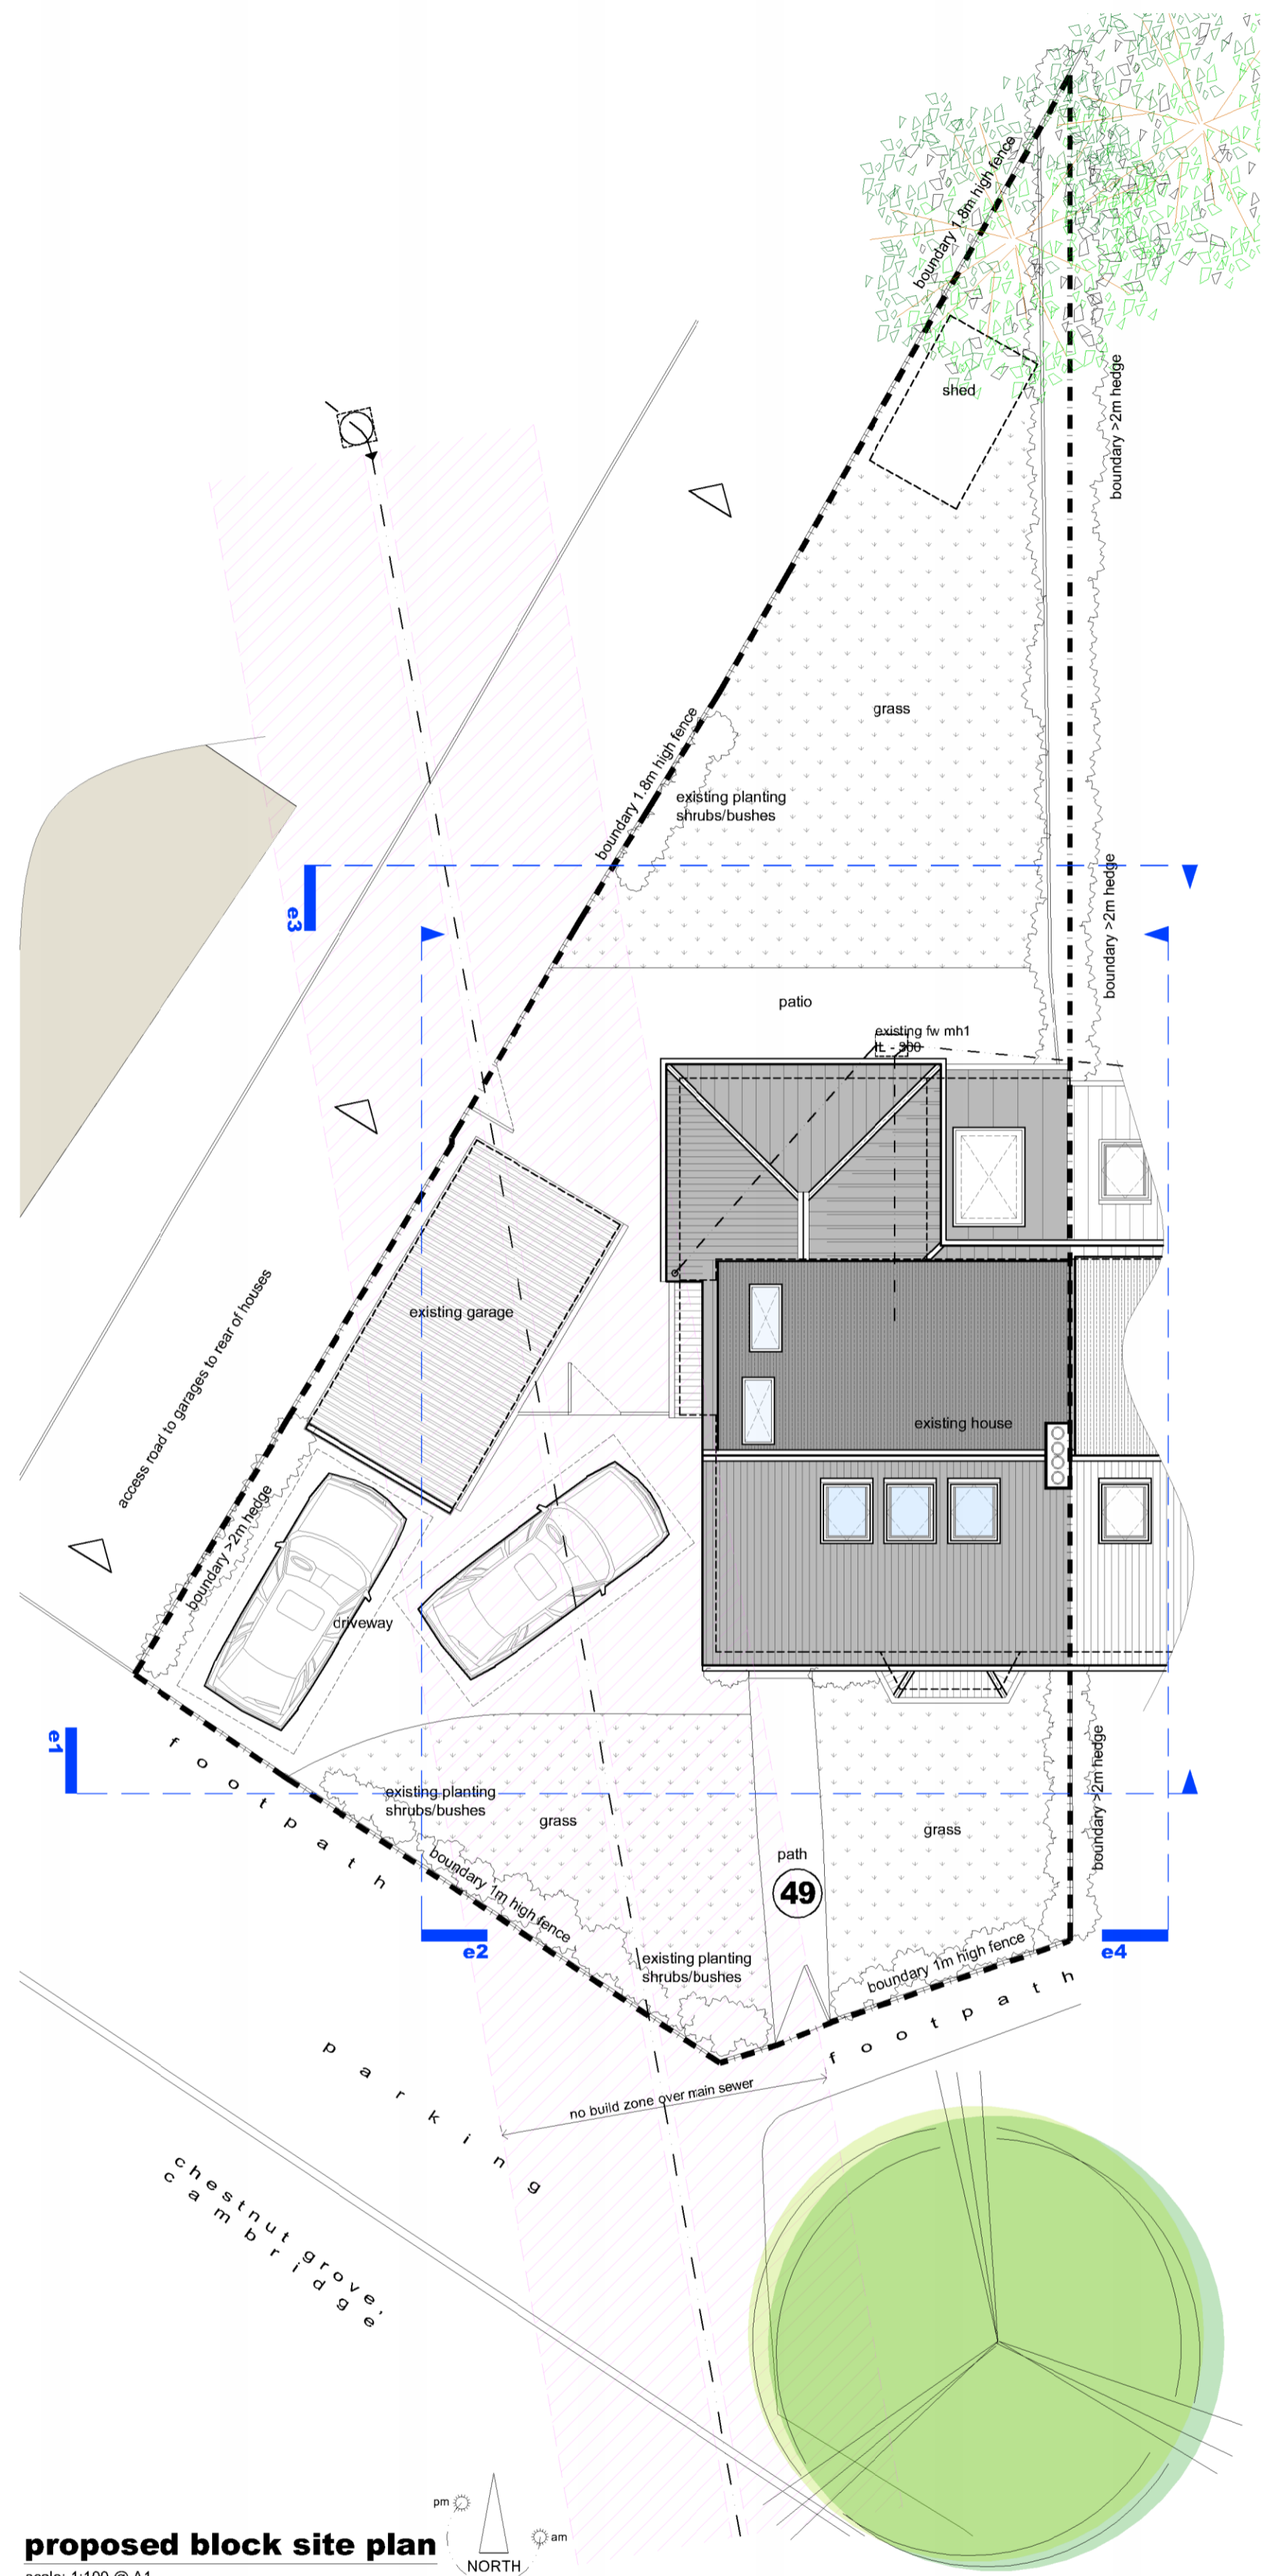 boundary 1.8m high fence
shed
boundary >2m hedge
grass
boundary 1.8m high fence
existing planting
shrubs/bushes
boundary >2m hedge
e3
patio
existing fw mh1
existing garage
access road to garages to rear of houses
existing house
boundary >2m hedge
driveway
e1
footpath
existing planting
shrubs/bushes
grass
boundary >2m hedge
grass
path
49
boundary 1m high fence
e2
e4
existing planting
shrubs/bushes
boundary 1m high fence
footpath
no build zone over main sewer
parking
chestnut grove,
cambridge
pm
am
NORTH
proposed block site plan
scale: 1:100 @ A1